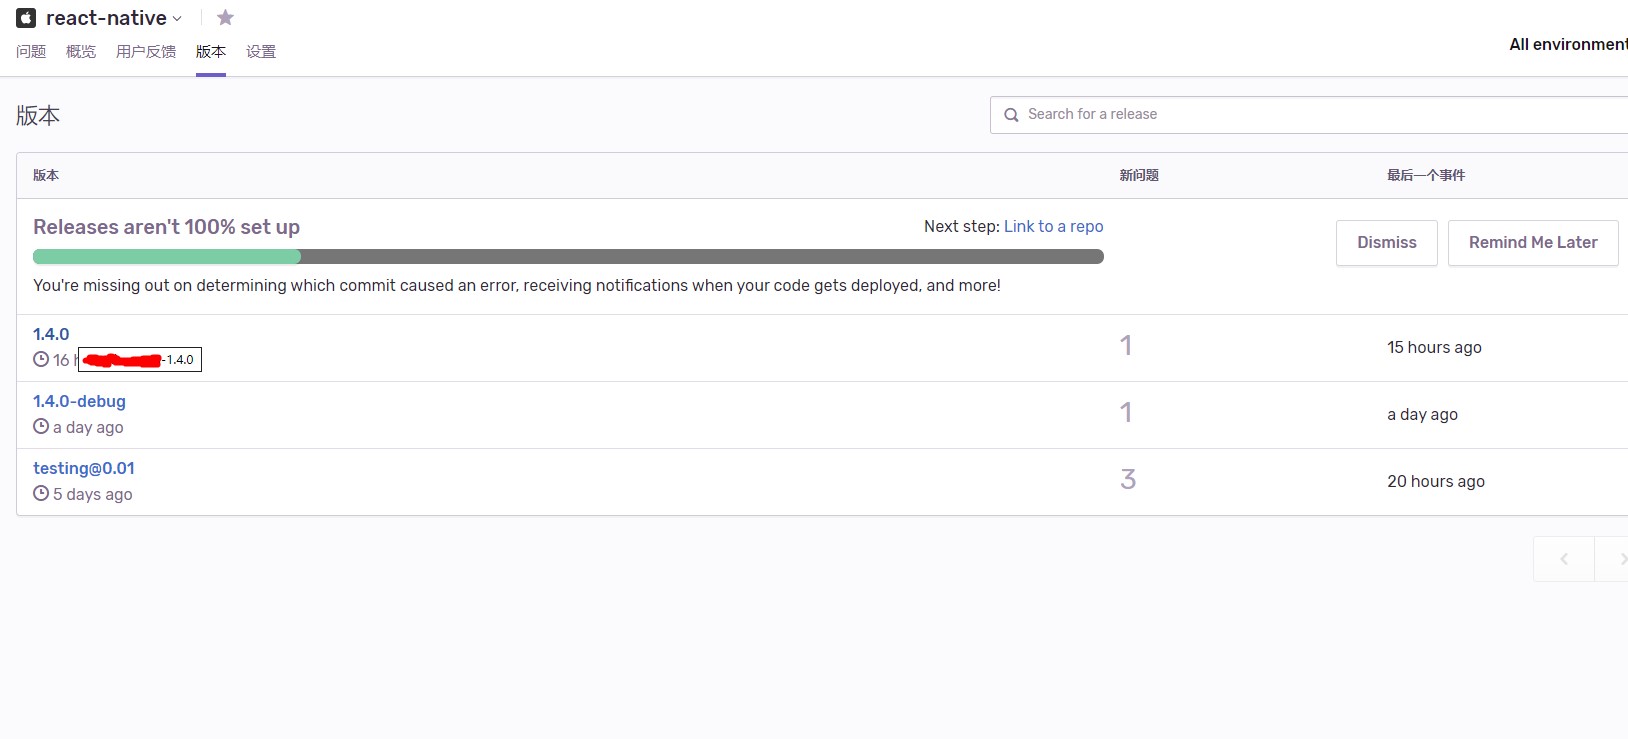 react-native
问题 概览 用户反馈 版本 设置
All environment
版本
Search for a release
版本 新问题 最后一个事件
Releases aren't 100% set up
Next step: Link to a repo
Dismiss Remind Me Later
You're missing out on determining which commit caused an error, receiving notifications when your code gets deployed, and more!
1.4.0
16 h
-1.4.0
1
15 hours ago
1.4.0-debug
a day ago
1
a day ago
testing@0.01
5 days ago
3
20 hours ago